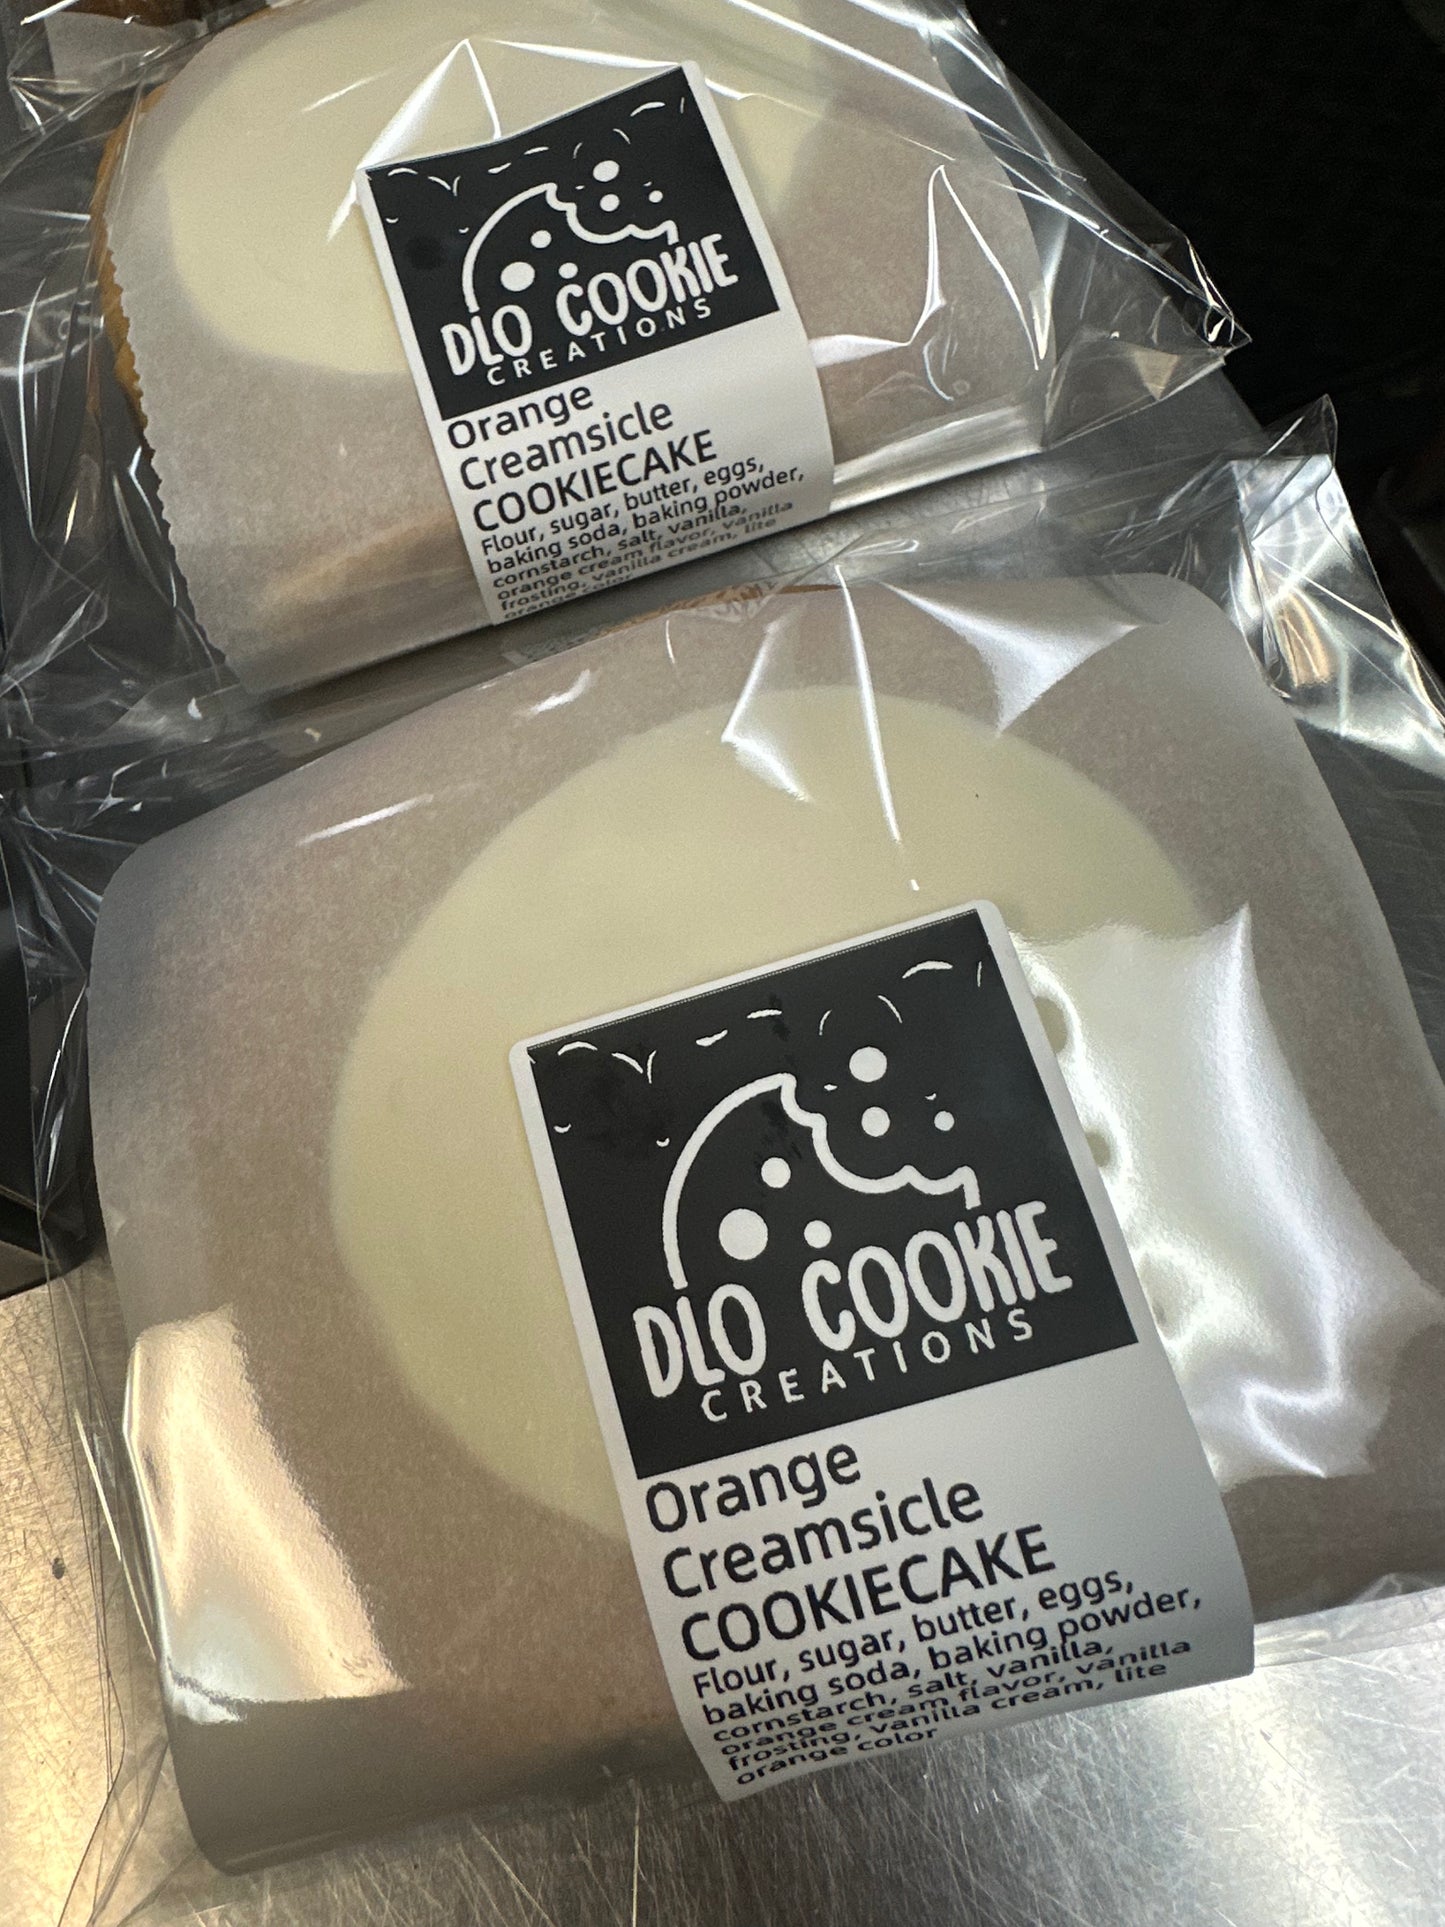 DLO COOKIE
CREATIONS
Orange
Creamsicle
COOKIECAKE
Flour, sugar, butter, eggs,
baking soda, baking powder,
cornstarch, salt, vanilla,
orange cream flavor, vanilla
frosting, vanilla cream, lite
orange color
DLO COOKIE
CREATIONS
Orange
Creamsicle
COOKIECAKE
Flour, sugar, butter, eggs,
baking soda, baking powder,
cornstarch, salt, vanilla,
orange cream flavor, vanilla
frosting, vanilla cream, lite
orange color